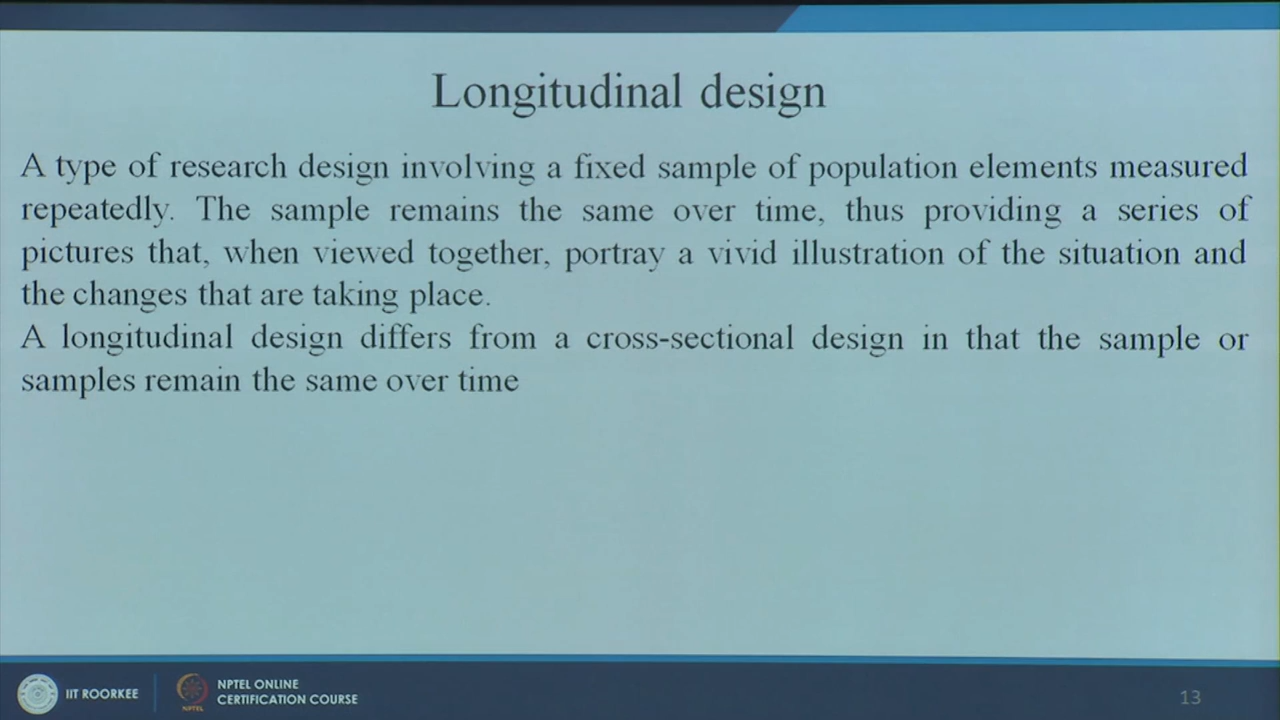 Longitudinal design
A type of research design involving a fixed sample of population elements measured
repeatedly. The sample remains the same over time, thus providing a series of
pictures that, when viewed together, portray a vivid illustration of the situation and
the changes that are taking place.
A longitudinal design differs from a cross-sectional design in that the sample or
samples remain the same over time
IIT ROORKEE
NPTEL ONLINE
CERTIFICATION COURSE
NPTEL
13